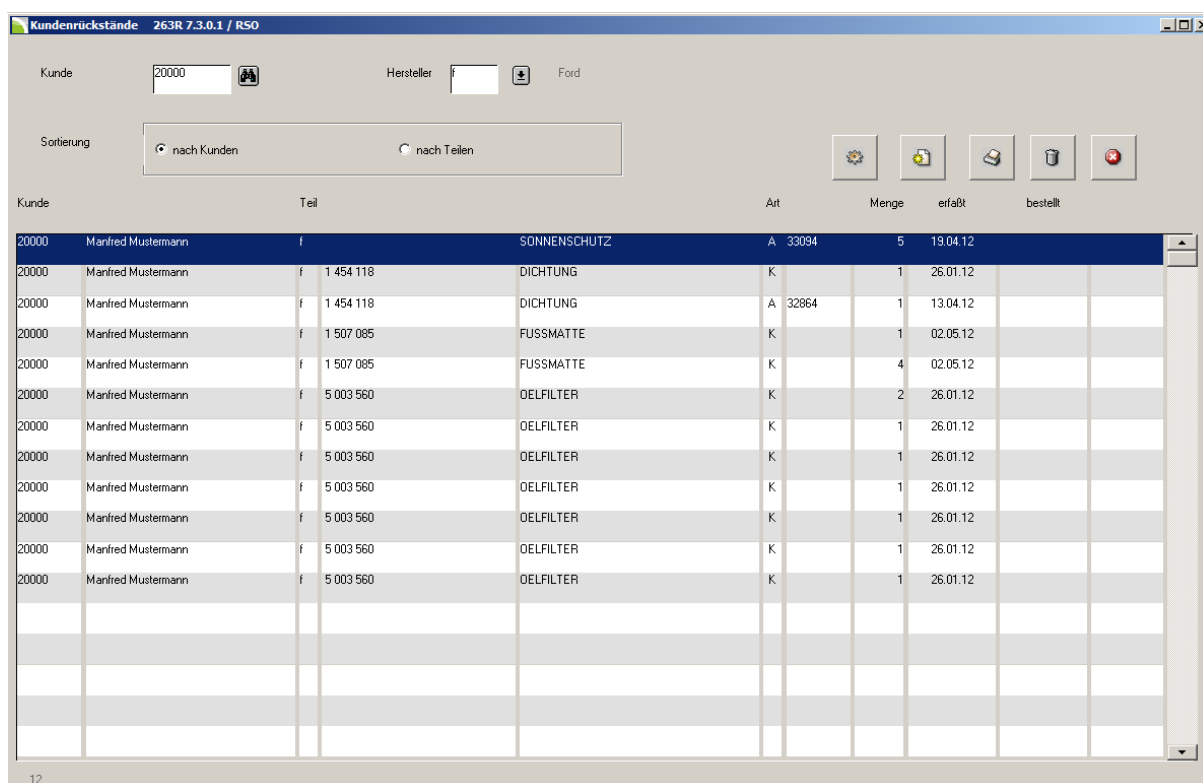 Kundenrückstände 263R 7.3.0.1 / RSO
Kunde 20000 Hersteller f Ford
Sortierung nach Kunden nach Teilen
Kunde Teil Art Menge erfaßt bestellt
20000 Manfred Mustermann f SONNENSCHUTZ A 33094 5 19.04.12
20000 Manfred Mustermann f 1 454 118 DICHTUNG K 1 26.01.12
20000 Manfred Mustermann f 1 454 118 DICHTUNG A 32864 1 13.04.12
20000 Manfred Mustermann f 1 507 085 FUSSMATTE K 1 02.05.12
20000 Manfred Mustermann f 1 507 085 FUSSMATTE K 4 02.05.12
20000 Manfred Mustermann f 5 003 560 OELFILTER K 2 26.01.12
20000 Manfred Mustermann f 5 003 560 OELFILTER K 1 26.01.12
20000 Manfred Mustermann f 5 003 560 OELFILTER K 1 26.01.12
20000 Manfred Mustermann f 5 003 560 OELFILTER K 1 26.01.12
20000 Manfred Mustermann f 5 003 560 OELFILTER K 1 26.01.12
20000 Manfred Mustermann f 5 003 560 OELFILTER K 1 26.01.12
20000 Manfred Mustermann f 5 003 560 OELFILTER K 1 26.01.12
12